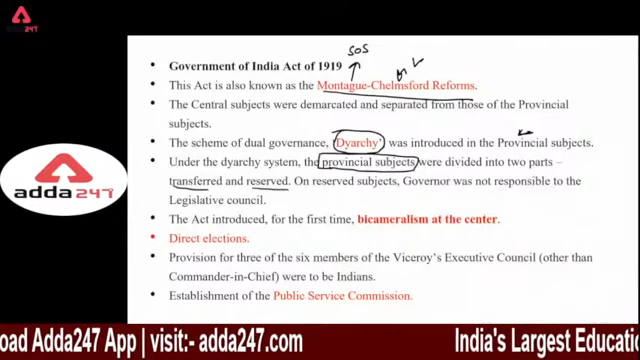 Adda247
Government of India Act of 1919
SOS
This Act is also known as the Montague-Chelmsford Reforms.
The Central subjects were demarcated and separated from those of the Provincial
subjects.
The scheme of dual governance, 'Dyarchy' was introduced in the Provincial subjects.
Under the dyarchy system, the provincial subjects were divided into two parts –
transferred and reserved. On reserved subjects, Governor was not responsible to the
Legislative council.
adda247
The Act introduced, for the first time, bicameralism at the center.
Direct elections.
Provision for three of the six members of the Viceroy's Executive Council (other than
Commander-in-Chief) were to be Indians.
Establishment of the Public Service Commission.
oad Adda247 App | visit:- adda247.com
India's Largest Educatio